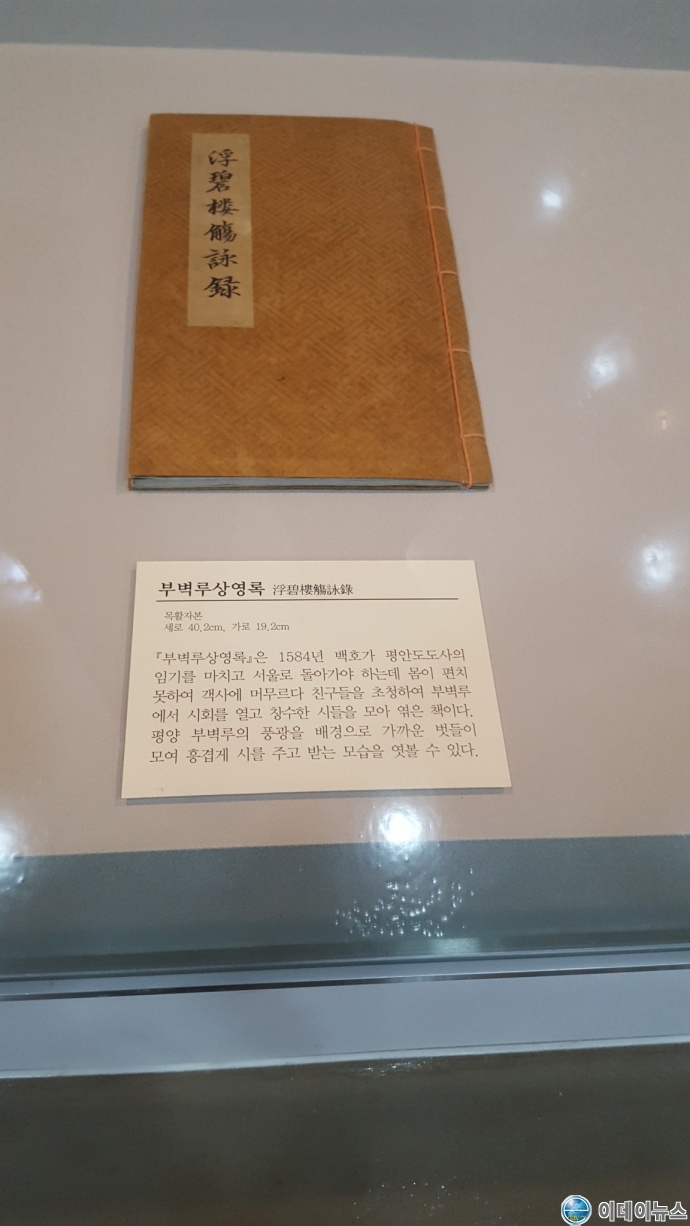 浮碧樓觴詠録
부벽루상영록 浮碧樓觴詠錄
목활자본
세로 40.2cm, 가로 19.2cm
『부벽루상영록』은 1584년 백호가 평안도도사의
임기를 마치고 서울로 돌아가야 하는데 몸이 편치
못하여 객사에 머무르다 친구들을 초청하여 부벽루
에서 시회를 열고 창수한 시들을 모아 엮은 책이다.
평양 부벽루의 풍광을 배경으로 가까운 벗들이
모여 흥겹게 시를 주고 받는 모습을 엿볼 수 있다.
이데이뉴스